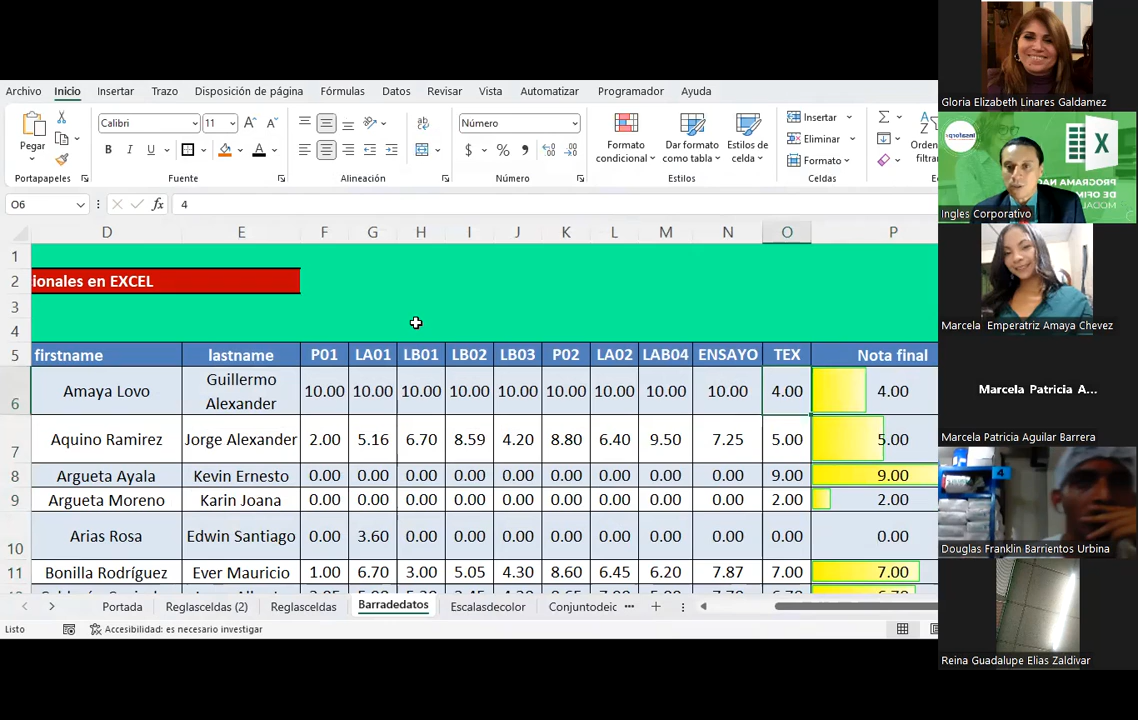 Archivo Inicio Insertar Trazo Disposición de página Fórmulas Datos Revisar Vista Automatizar Programador Ayuda
Calibri 11 Número Insertar
Eliminar
Pegar N S $ % Formato Dar formato Estilos de Formato
condicional como tabla celda
Portapapeles Fuente Alineación Número Estilos Celdas
O6 fx 4
D E F G H I J K L M N O P
1
2 ionales en EXCEL
3
4
5 firstname lastname P01 LA01 LB01 LB02 LB03 P02 LA02 LAB04 ENSAYO TEX Nota final
6 Amaya Lovo Guillermo Alexander 10.00 10.00 10.00 10.00 10.00 10.00 10.00 10.00 10.00 4.00 4.00
7 Aquino Ramirez Jorge Alexander 2.00 5.16 6.70 8.59 4.20 8.80 6.40 9.50 7.25 5.00 5.00
8 Argueta Ayala Kevin Ernesto 0.00 0.00 0.00 0.00 0.00 0.00 0.00 0.00 0.00 9.00 9.00
9 Argueta Moreno Karin Joana 0.00 0.00 0.00 0.00 0.00 0.00 0.00 0.00 0.00 2.00 2.00
10 Arias Rosa Edwin Santiago 0.00 3.60 0.00 0.00 0.00 0.00 0.00 0.00 0.00 0.00 0.00
11 Bonilla Rodríguez Ever Mauricio 1.00 6.70 3.00 5.05 4.30 8.60 6.45 6.20 7.87 7.00 7.00
Portada Reglasceldas (2) Reglasceldas Barradedatos Escalasdecolor Conjuntodeic
Listo Accesibilidad: es necesario investigar
Gloria Elizabeth Linares Galdamez
Ingles Corporativo
Marcela Emperatriz Amaya Chevez
Marcela Patricia A...
Marcela Patricia Aguilar Barrera
4
Douglas Franklin Barrientos Urbina
Reina Guadalupe Elias Zaldivar